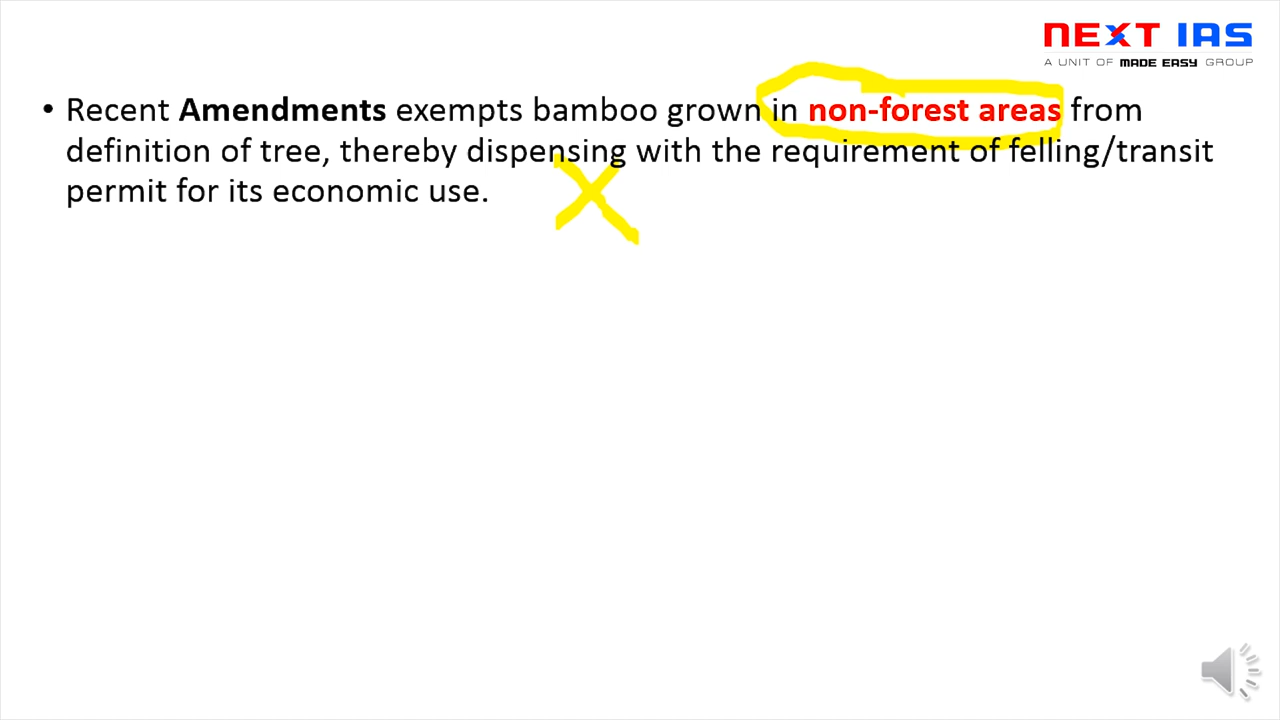 NEXT IAS
A UNIT OF MADE EASY GROUP
• Recent Amendments exempts bamboo grown in non-forest areas from
definition of tree, thereby dispensing with the requirement of felling/transit
permit for its economic use.